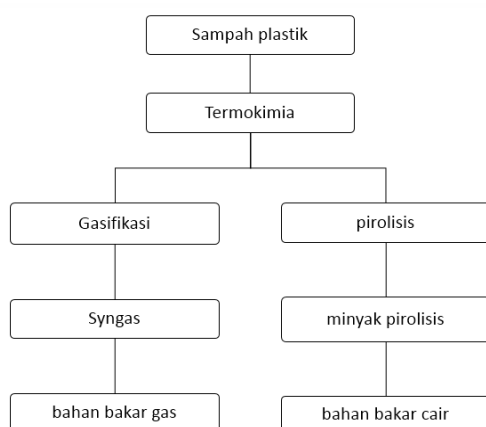 Sampah plastik
Termokimia
Gasifikasi
pirolisis
Syngas
minyak pirolisis
bahan bakar gas
bahan bakar cair